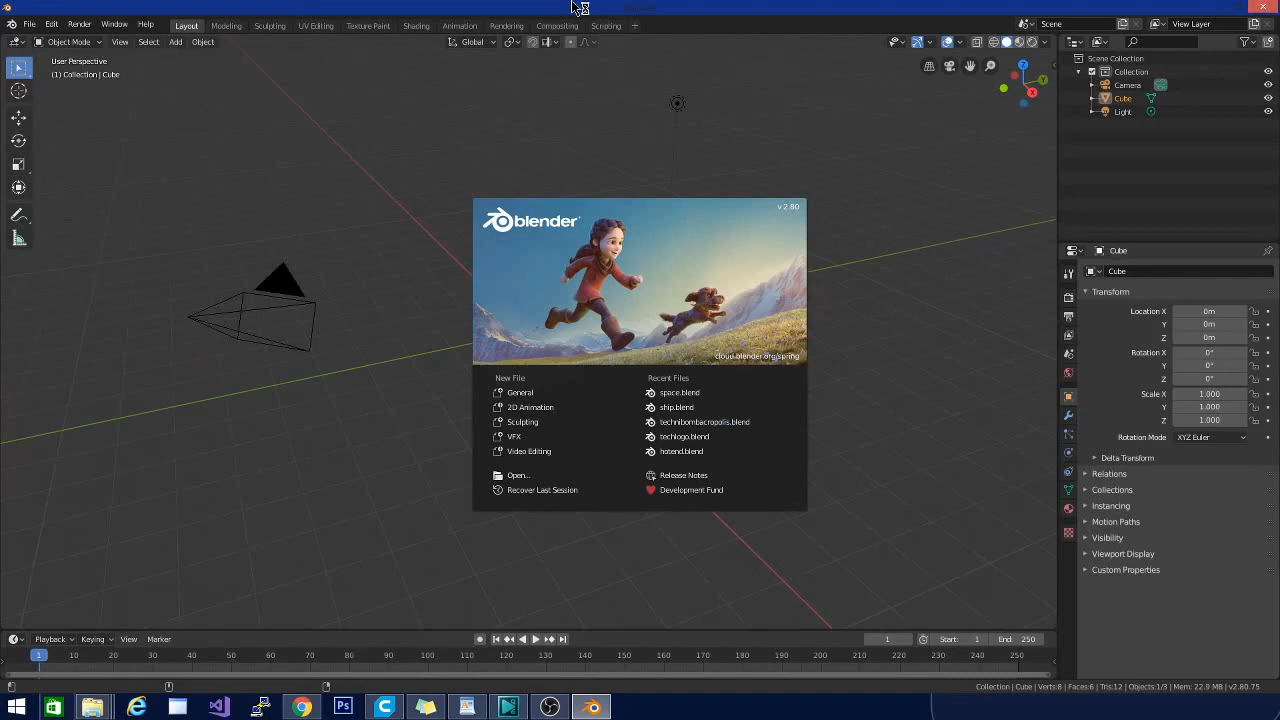 File Edit Render Window Help Layout Modeling Sculpting UV Editing Texture Paint Shading Animation Rendering Compositing Scripting + Scene View Layer
Object Mode View Select Add Object Global
User Perspective
(1) Collection | Cube
Scene Collection
Collection
Camera
Cube
Light
Z
Y
X
blender
v 2.80
cloud.blender.org/spring
New File
General
2D Animation
Sculpting
VFX
Video Editing
Open...
Recover Last Session
Recent Files
space.blend
ship.blend
technibombacropolis.blend
techlogo.blend
hotend.blend
Release Notes
Development Fund
Cube
Cube
Transform
Location X 0m
Y 0m
Z 0m
Rotation X 0°
Y 0°
Z 0°
Scale X 1.000
Y 1.000
Z 1.000
Rotation Mode XYZ Euler
Delta Transform
Relations
Collections
Instancing
Motion Paths
Visibility
Viewport Display
Custom Properties
Playback Keying View Marker 1 Start: 1 End: 250
1 10 20 30 40 50 60 70 80 90 100 110 120 130 140 150 160 170 180 190 200 210 220 230 240 250
Collection | Cube | Verts:8 | Faces:6 | Tris:12 | Objects:1/3 | Mem: 22.9 MB | v2.80.75
Ps